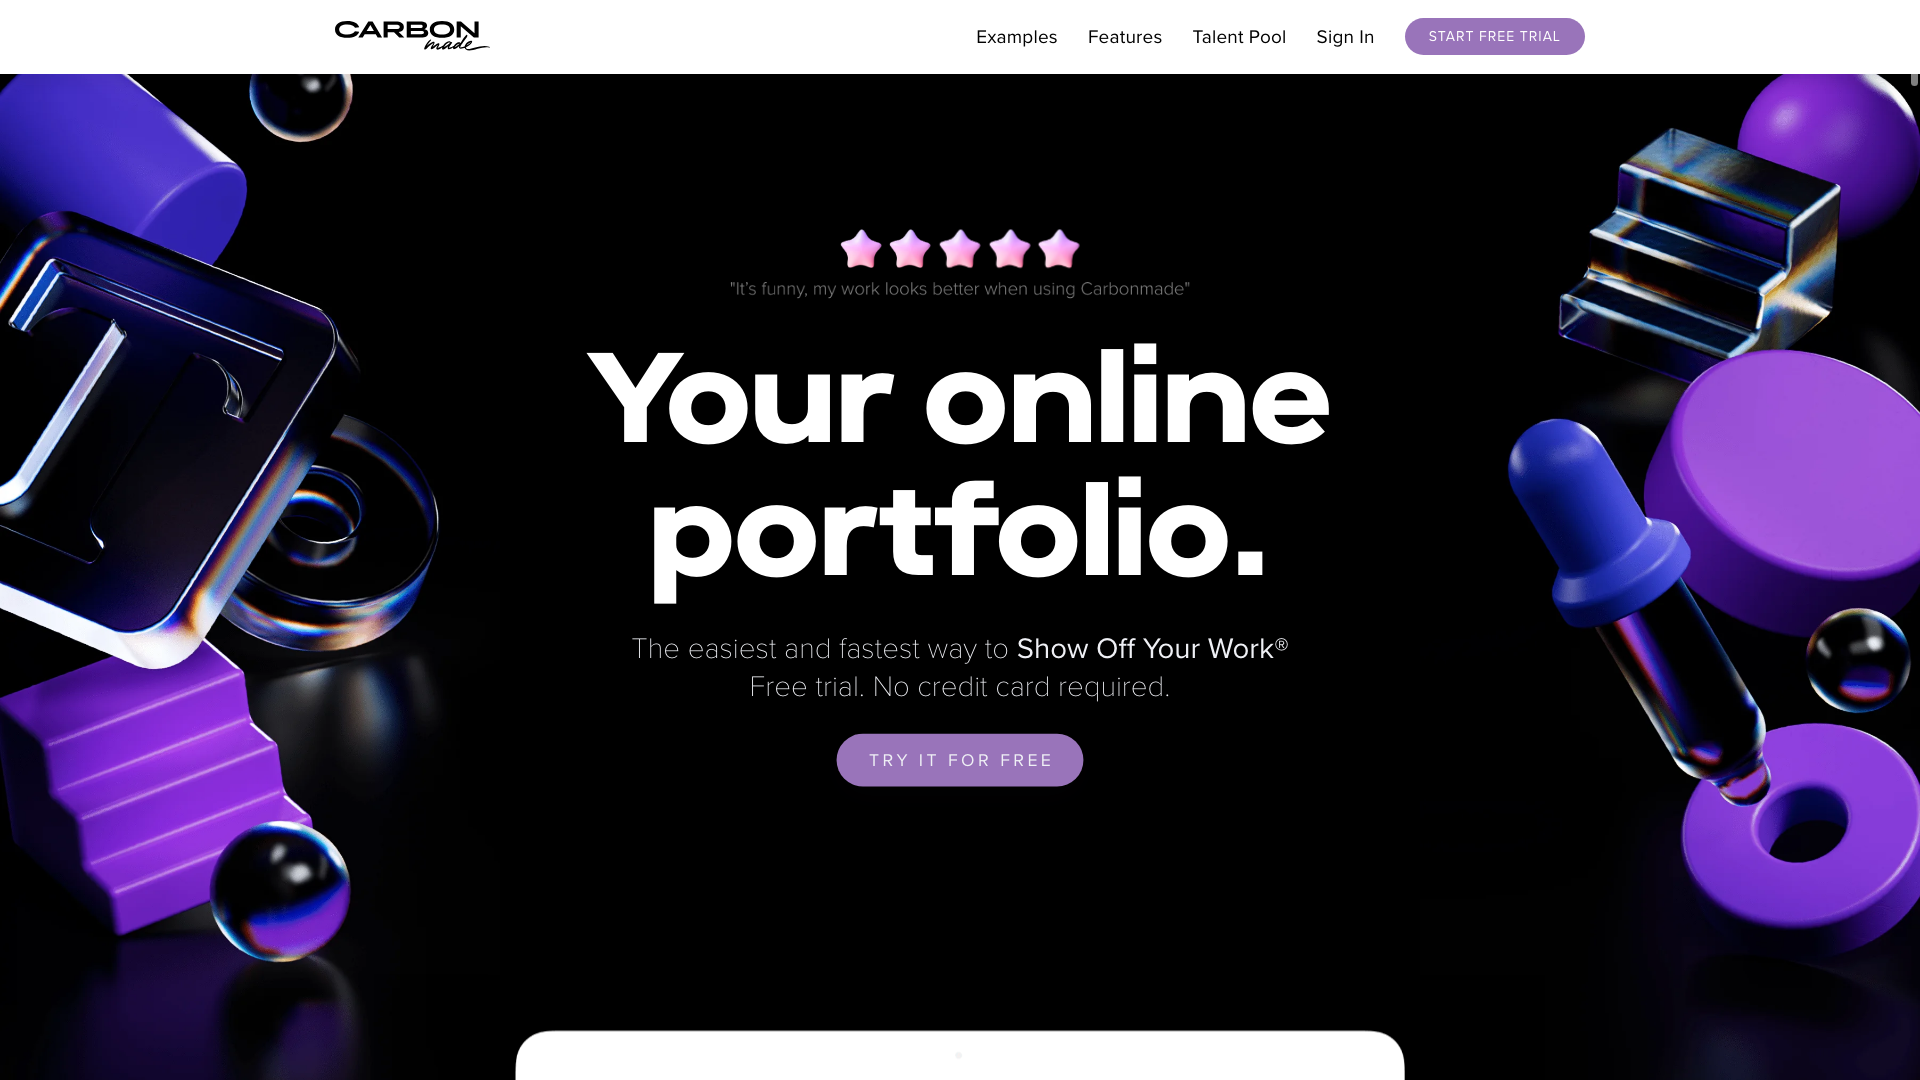 CARBON
made
Examples
Features
Talent Pool
Sign In
START FREE TRIAL
"It's funny, my work looks better when using Carbonmade"
Your online
portfolio.
The easiest and fastest way to Show Off Your Work®
Free trial. No credit card required.
TRY IT FOR FREE
T